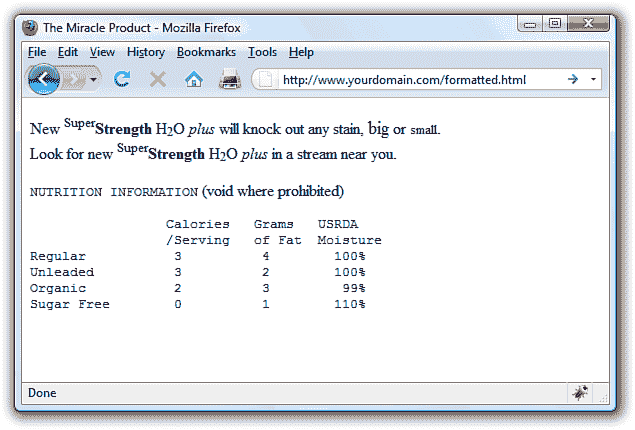 The Miracle Product - Mozilla Firefox
File Edit View History Bookmarks Tools Help
http://www.yourdomain.com/formatted.html
New SuperStrength H2O plus will knock out any stain, big or small.
Look for new SuperStrength H2O plus in a stream near you.
NUTRITION INFORMATION (void where prohibited)
Calories Grams USRDA
/Serving of Fat Moisture
Regular 3 4 100%
Unleaded 3 2 100%
Organic 2 3 99%
Sugar Free 0 1 110%
Done